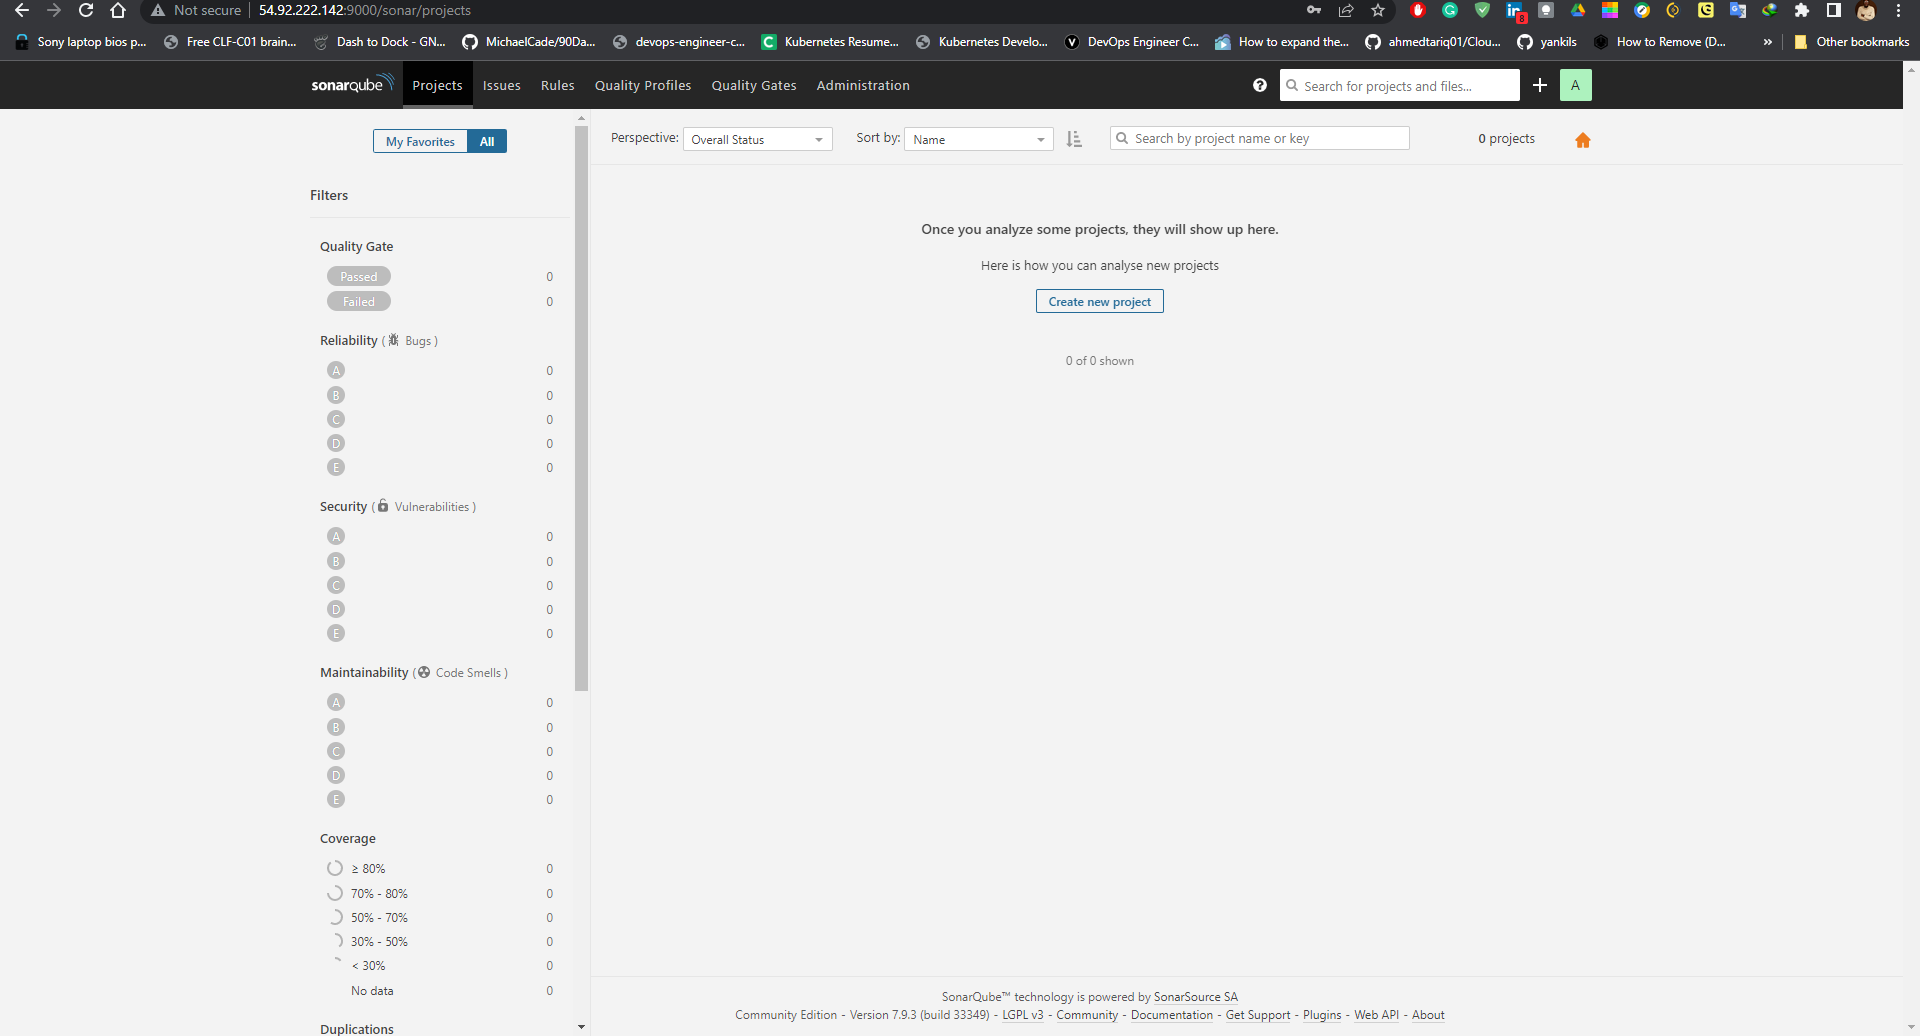 Not secure | 54.92.222.142:9000/sonar/projects
8
Sony laptop bios p... Free CLF-C01 brain... Dash to Dock - GN... MichaelCade/90Da... devops-engineer-c... Kubernetes Resume... Kubernetes Develo... DevOps Engineer C... How to expand the... ahmedtariq01/Clou... yankils How to Remove (D... » Other bookmarks
sonarqube Projects Issues Rules Quality Profiles Quality Gates Administration ? Search for projects and files... + A
My Favorites All
Perspective: Overall Status Sort by: Name Search by project name or key 0 projects
Filters
Once you analyze some projects, they will show up here.
Here is how you can analyse new projects
Create new project
0 of 0 shown
Quality Gate
Passed 0
Failed 0
Reliability ( Bugs )
A 0
B 0
C 0
D 0
E 0
Security ( Vulnerabilities )
A 0
B 0
C 0
D 0
E 0
Maintainability ( Code Smells )
A 0
B 0
C 0
D 0
E 0
Coverage
≥ 80% 0
70% - 80% 0
50% - 70% 0
30% - 50% 0
< 30% 0
No data 0
Duplications
SonarQube™ technology is powered by SonarSource SA
Community Edition - Version 7.9.3 (build 33349) - LGPL v3 - Community - Documentation - Get Support - Plugins - Web API - About